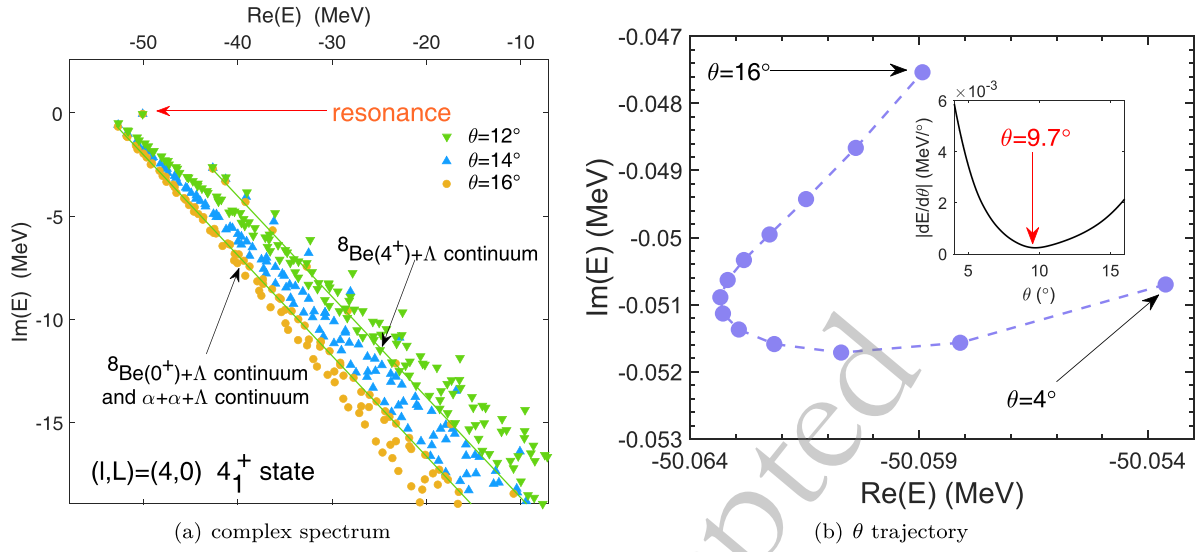 Re(E) (MeV)
-50 -40 -30 -20 -10
0
-5
-10
-15
Im(E) (MeV)
resonance
θ=12°
θ=14°
θ=16°
⁸Be(4⁺)+Λ continuum
⁸Be(0⁺)+Λ continuum
and α+α+Λ continuum
(l,L)=(4,0) 4₁⁺ state
(a) complex spectrum
-0.047
-0.048
-0.049
-0.05
-0.051
-0.052
-0.053
Im(E) (MeV)
θ=16°
×10⁻³
6
4
2
0
|dE/dθ| (MeV/°)
θ=9.7°
5 10 15
θ (°)
θ=4°
-50.064 -50.059 -50.054
Re(E) (MeV)
(b) θ trajectory
pted